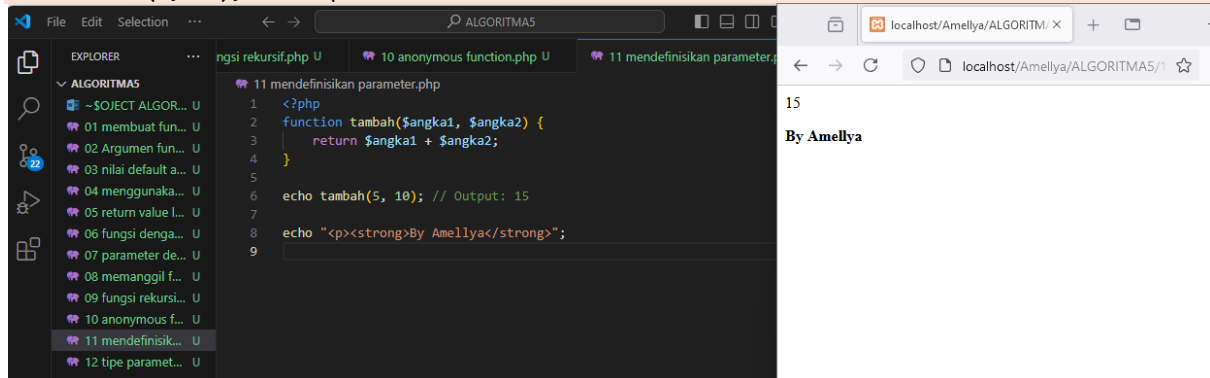 File Edit Selection ...
ALGORITMA5
EXPLORER ...
ALGORITMA5
~$OJECT ALGOR... U
01 membuat fun... U
02 Argumen fun... U
03 nilai default a... U
04 menggunaka... U
05 return value l... U
06 fungsi denga... U
07 parameter de... U
08 memanggil f... U
09 fungsi rekursi... U
10 anonymous f... U
11 mendefinisik... U
12 tipe paramet... U
22
ngsi rekursif.php U
10 anonymous function.php U
11 mendefinisikan parameter.p
11 mendefinisikan parameter.php
1 <?php
2 function tambah($angka1, $angka2) {
3 return $angka1 + $angka2;
4 }
5
6 echo tambah(5, 10); // Output: 15
7
8 echo "<p><strong>By Amellya</strong>";
9
localhost/Amellya/ALGORITM
localhost/Amellya/ALGORITMA5/1
15
By Amellya